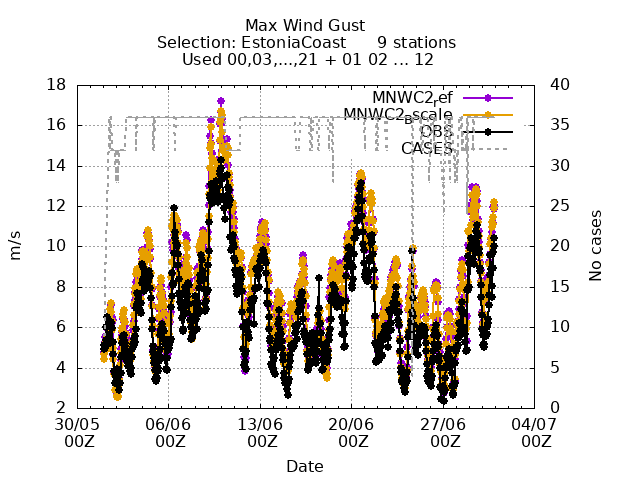 Max Wind Gust
Selection: EstoniaCoast 9 stations
Used 00,03,...,21 + 01 02 ... 12
18 40
MNWC2_ref
16 MNWC2_Bscale 35
OBS
CASES
14 30
12 25
10 20
8 15
6 10
4 5
2 0
m/s
No cases
30/05 06/06 13/06 20/06 27/06 04/07
00Z 00Z 00Z 00Z 00Z 00Z
Date